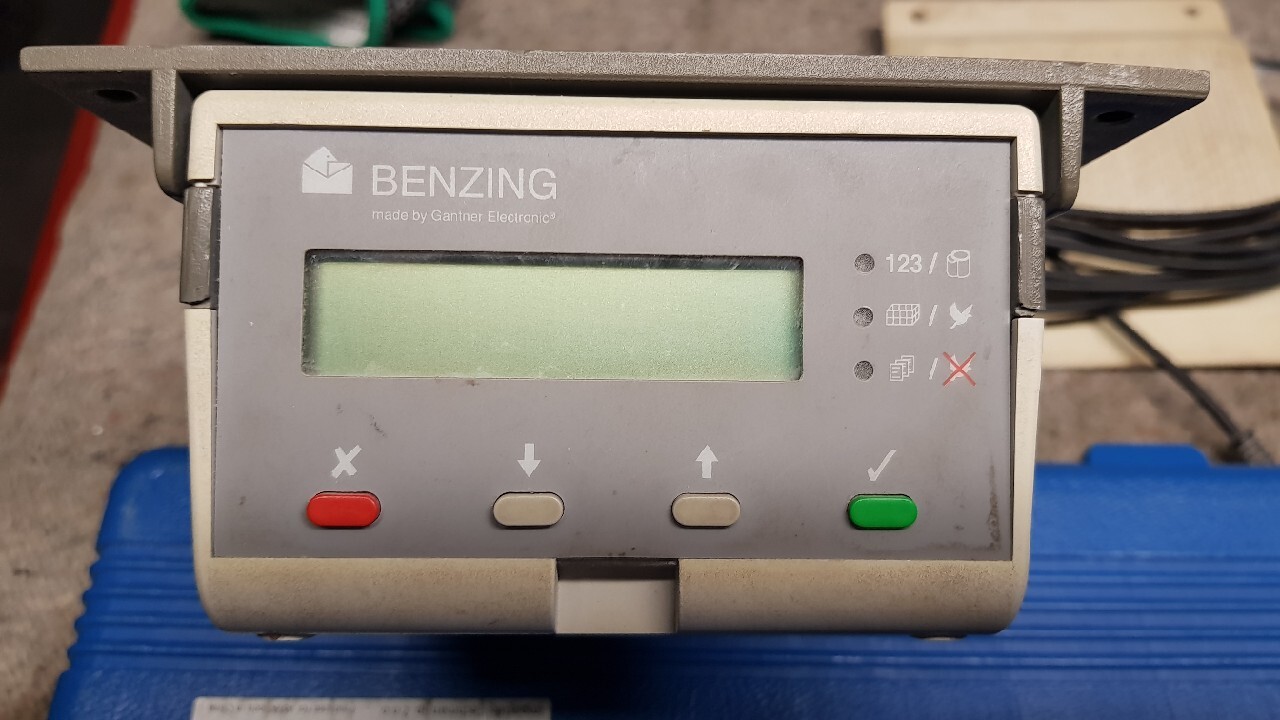 BENZING
made by Gantner Electronic®
123 /
/
/